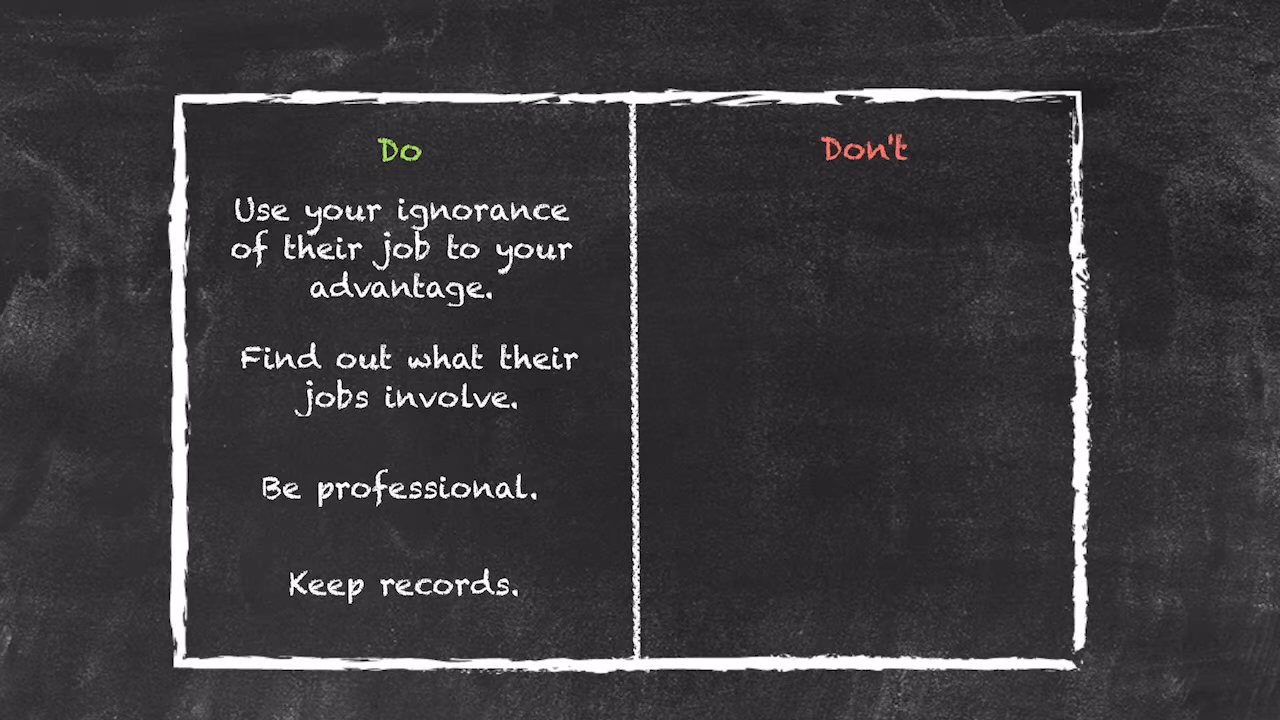 Do
Use your ignorance
of their job to your
advantage.
Find out what their
jobs involve.
Be professional.
Keep records.
Don't